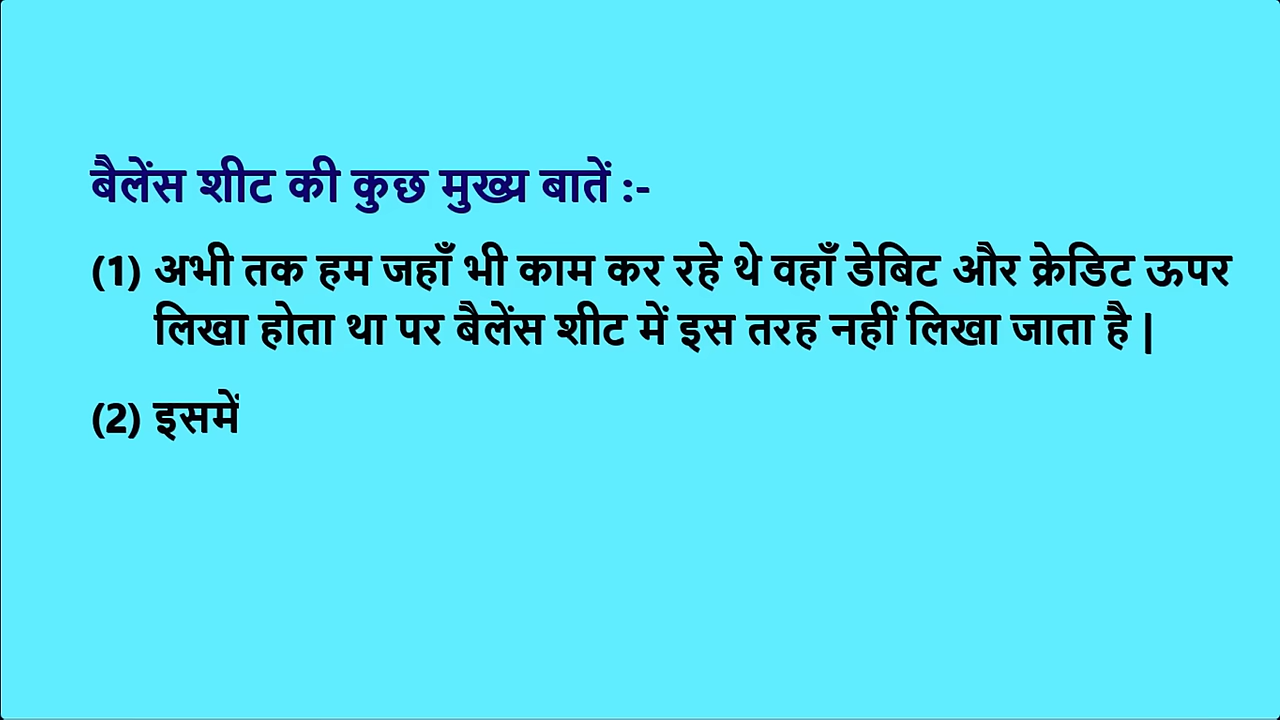 बैलेंस शीट की कुछ मुख्य बातें :-
(1) अभी तक हम जहाँ भी काम कर रहे थे वहाँ डेबिट और क्रेडिट ऊपर
लिखा होता था पर बैलेंस शीट में इस तरह नहीं लिखा जाता है |
(2) इसमें